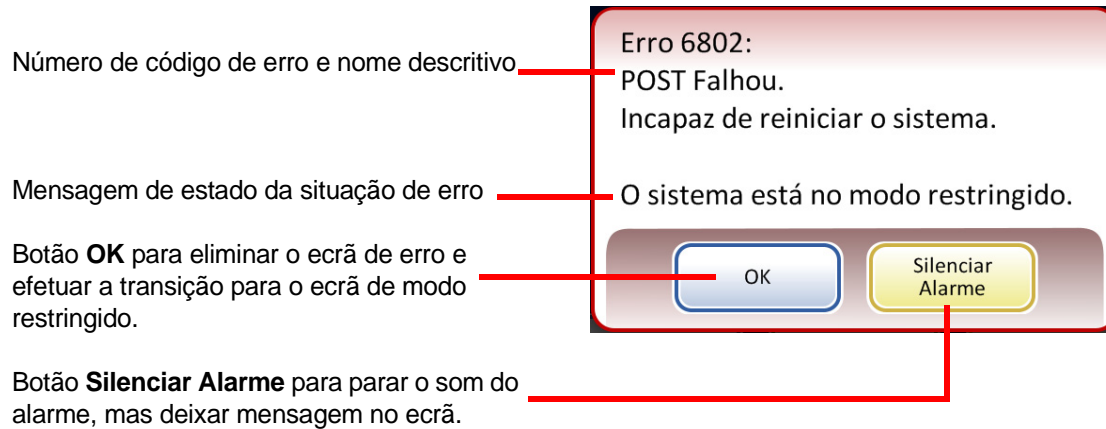 Número de código de erro e nome descritivo
Mensagem de estado da situação de erro
Botão OK para eliminar o ecrã de erro e
efetuar a transição para o ecrã de modo
restringido.
Botão Silenciar Alarme para parar o som do
alarme, mas deixar mensagem no ecrã.
Erro 6802:
POST Falhou.
Incapaz de reiniciar o sistema.
O sistema está no modo restringido.
OK
Silenciar
Alarme